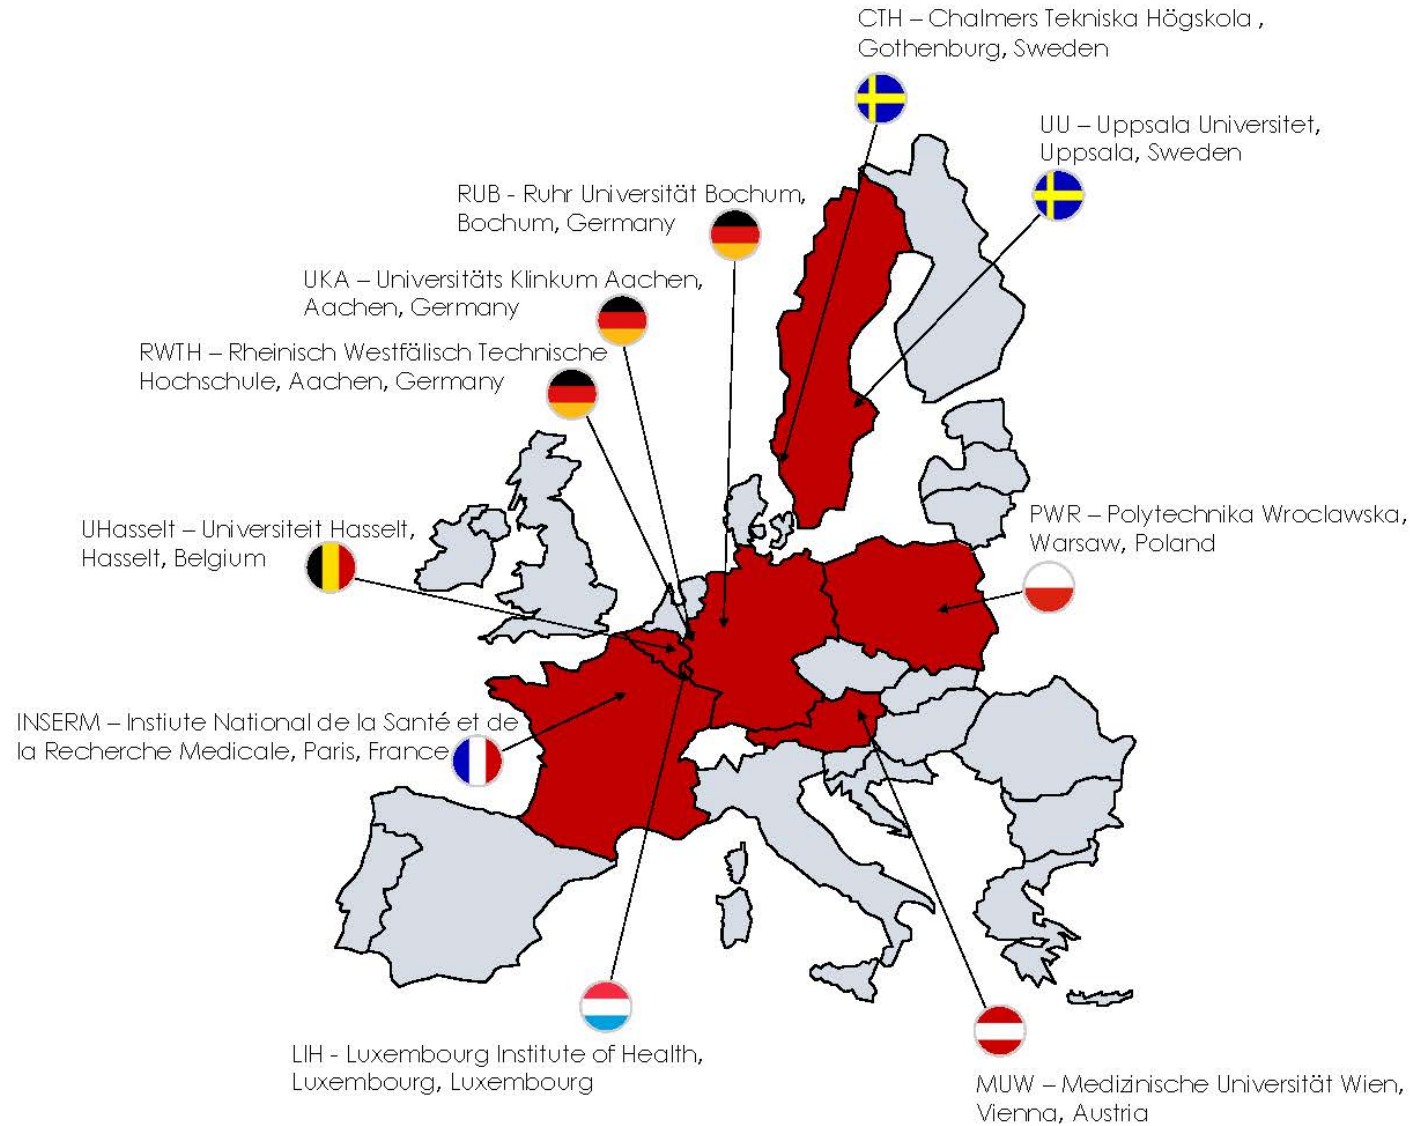 CTH – Chalmers Tekniska Högskola ,
Gothenburg, Sweden
UU – Uppsala Universitet,
Uppsala, Sweden
RUB - Ruhr Universität Bochum,
Bochum, Germany
UKA – Universitäts Klinkum Aachen,
Aachen, Germany
RWTH – Rheinisch Westfälisch Technische
Hochschule, Aachen, Germany
UHasselt – Universiteit Hasselt,
Hasselt, Belgium
PWR – Polytechnika Wroclawska,
Warsaw, Poland
INSERM – Instiute National de la Santé et de
la Recherche Medicale, Paris, France
LIH - Luxembourg Institute of Health,
Luxembourg, Luxembourg
MUW – Medizinische Universität Wien,
Vienna, Austria